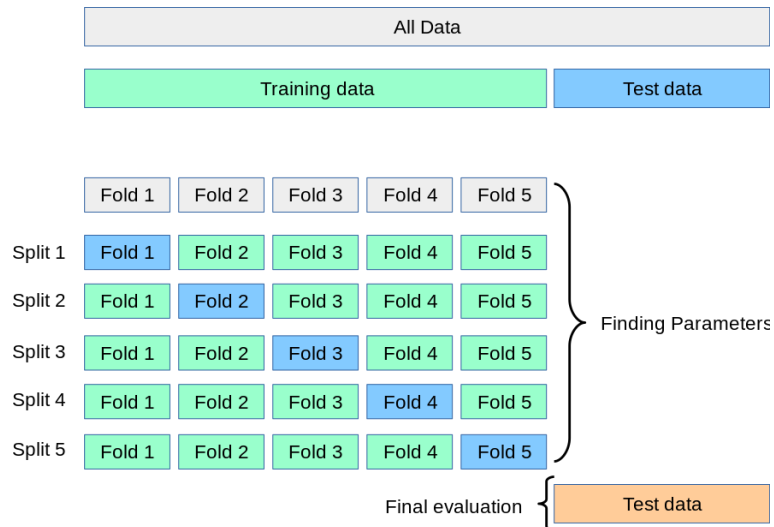 All Data
Training data Test data
Fold 1 Fold 2 Fold 3 Fold 4 Fold 5
Split 1 Fold 1 Fold 2 Fold 3 Fold 4 Fold 5
Split 2 Fold 1 Fold 2 Fold 3 Fold 4 Fold 5
Finding Parameters
Split 3 Fold 1 Fold 2 Fold 3 Fold 4 Fold 5
Split 4 Fold 1 Fold 2 Fold 3 Fold 4 Fold 5
Split 5 Fold 1 Fold 2 Fold 3 Fold 4 Fold 5
Final evaluation Test data